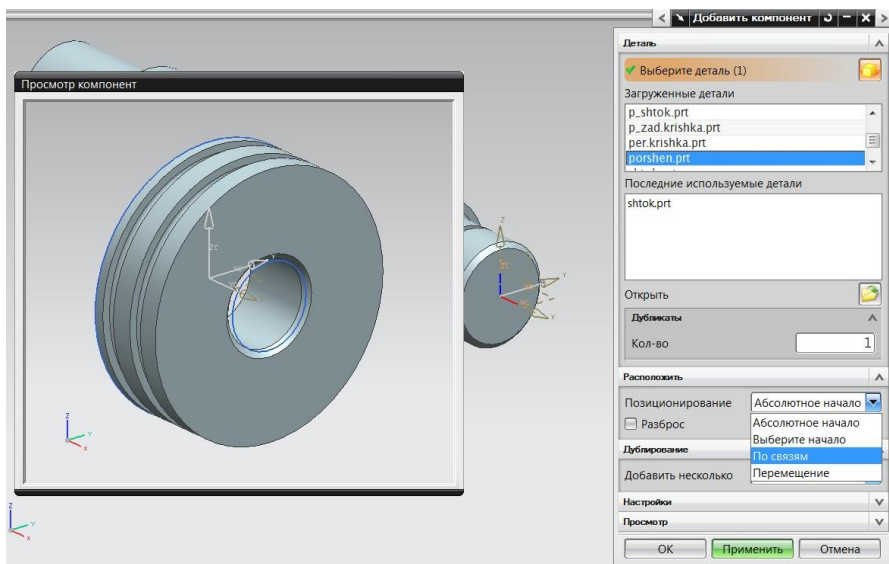 Добавить компонент
Деталь
Просмотр компонент
Выберите деталь (1)
Загруженные детали
p_shtok.prt
p_zad.krishka.prt
per.krishka.prt
porshen.prt
Последние используемые детали
shtok.prt
Открыть
Дубликаты
Кол-во 1
Расположить
Позиционирование Абсолютное начало
Разброс
Абсолютное начало
Выберите начало
По связям
Перемещение
Дублирование
Добавить несколько
Настройки
Просмотр
ОК Применить Отмена